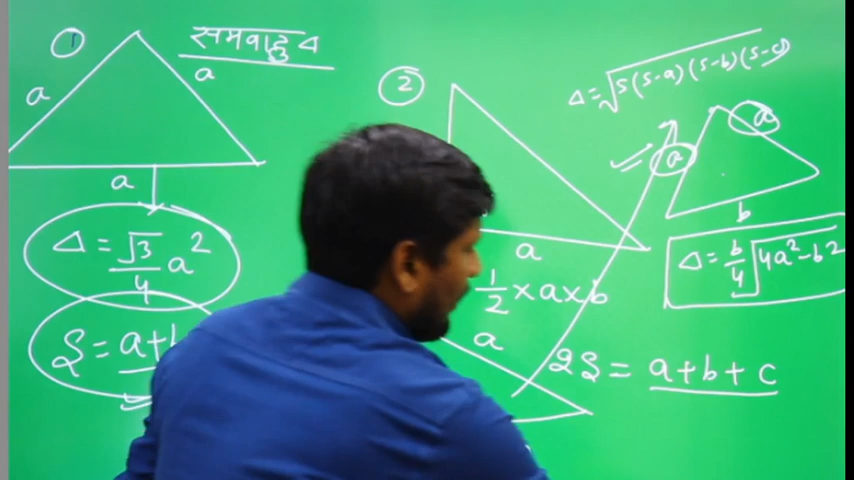 ① समबाहु Δ
a
a
a
Δ = √3/4 a²
S = a+b
②
a
1/2 × a × b
a
2S = a+b+c
Δ = √S(S-a)(S-b)(S-c)
a
a
b
Δ = b/4 √4a²-b²